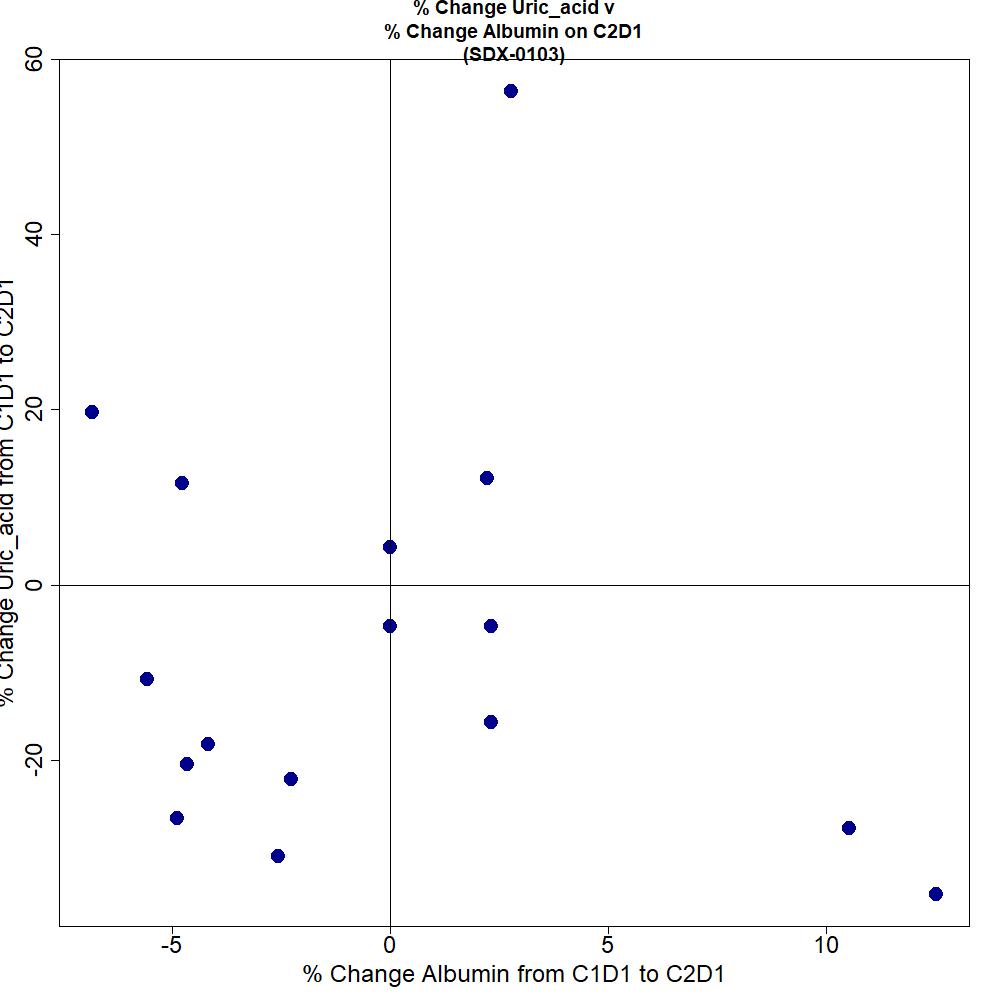 % Change Uric_acid v
% Change Albumin on C2D1
(SDX-0103)
60
40
20
0
-20
% Change Uric_acid from C1D1 to C2D1
-5
0
5
10
% Change Albumin from C1D1 to C2D1